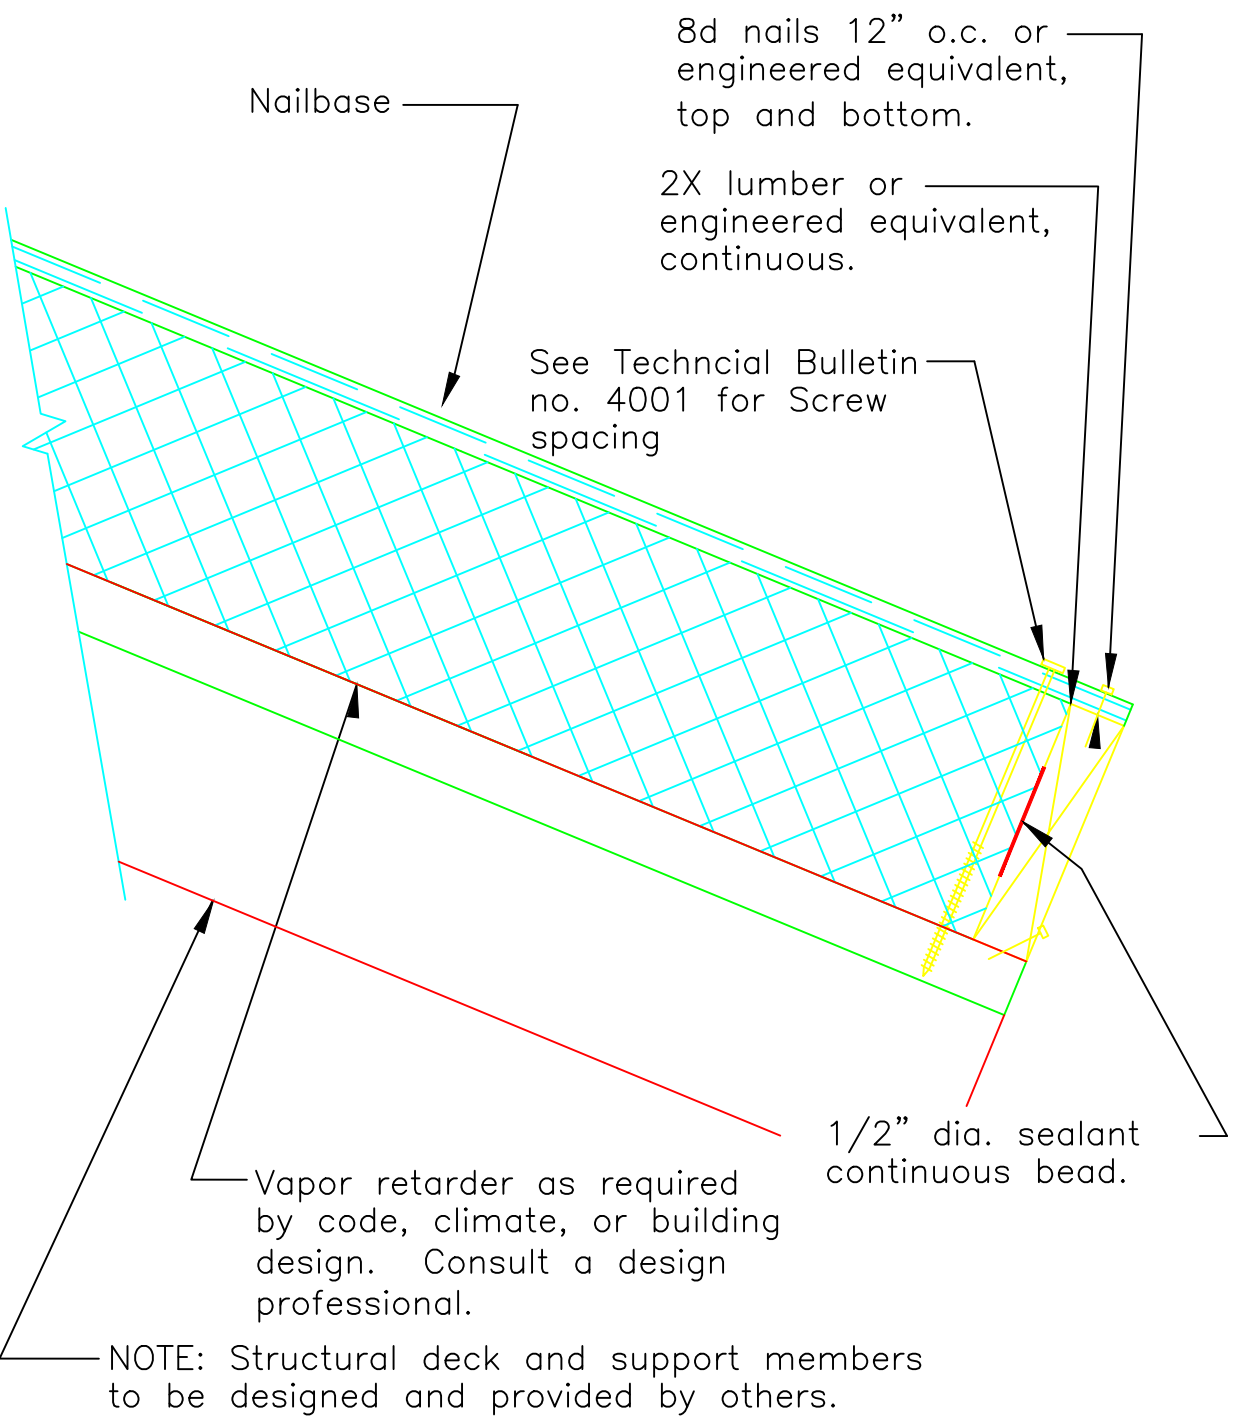 8d nails 12” o.c. or
engineered equivalent,
top and bottom.
Nailbase
2X lumber or
engineered equivalent,
continuous.
See Techncial Bulletin
no. 4001 for Screw
spacing
1/2” dia. sealant
continuous bead.
Vapor retarder as required
by code, climate, or building
design. Consult a design
professional.
NOTE: Structural deck and support members
to be designed and provided by others.